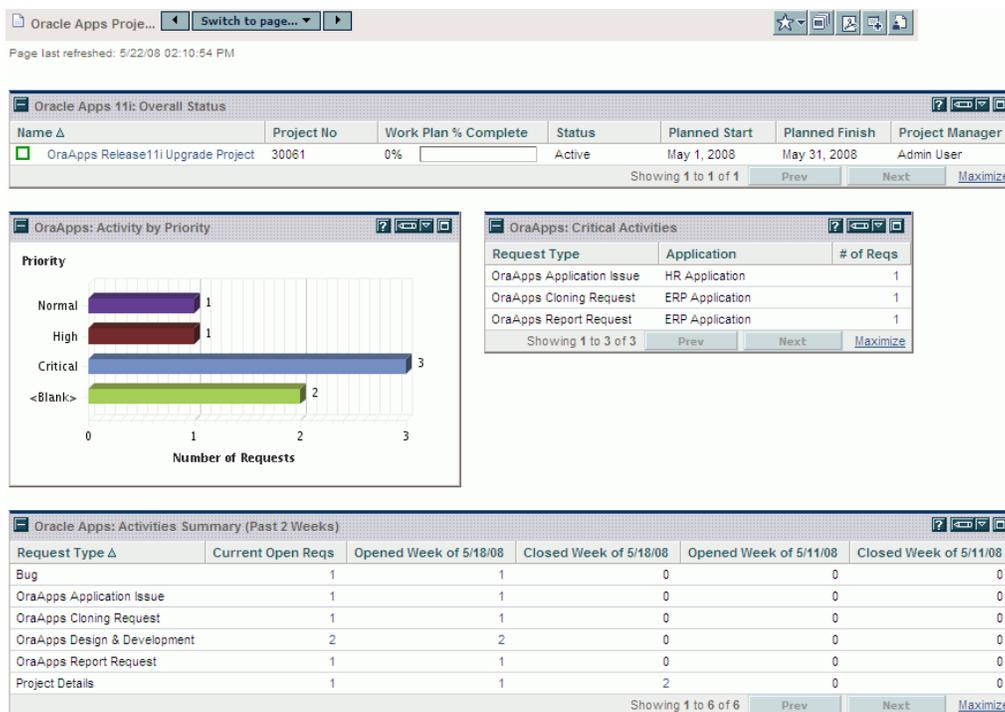 Oracle Apps Proje... Switch to page...
Page last refreshed: 5/22/08 02:10:54 PM
Oracle Apps 11i: Overall Status
Name Project No Work Plan % Complete Status Planned Start Planned Finish Project Manager
OraApps Release11i Upgrade Project 30061 0% Active May 1, 2008 May 31, 2008 Admin User
Showing 1 to 1 of 1 Prev Next Maximize
OraApps: Activity by Priority
Priority
Normal 1
High 1
Critical 3
<Blank> 2
0 1 2 3
Number of Requests
OraApps: Critical Activities
Request Type Application # of Reqs
OraApps Application Issue HR Application 1
OraApps Cloning Request ERP Application 1
OraApps Report Request ERP Application 1
Showing 1 to 3 of 3 Prev Next Maximize
Oracle Apps: Activities Summary (Past 2 Weeks)
Request Type Current Open Reqs Opened Week of 5/18/08 Closed Week of 5/18/08 Opened Week of 5/11/08 Closed Week of 5/11/08
Bug 1 1 0 0 0
OraApps Application Issue 1 1 0 0 0
OraApps Cloning Request 1 1 0 0 0
OraApps Design & Development 2 2 0 0 0
OraApps Report Request 1 1 0 0 0
Project Details 1 1 2 0 0
Showing 1 to 6 of 6 Prev Next Maximize